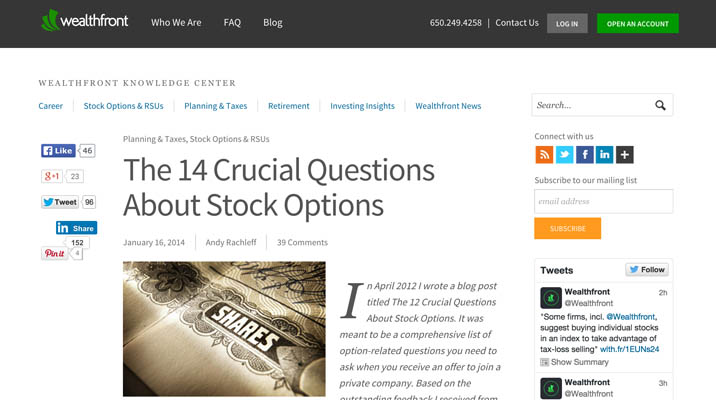 wealthfront
Who We Are
FAQ
Blog
650.249.4258 | Contact Us
LOG IN
OPEN AN ACCOUNT
WEALTHFRONT KNOWLEDGE CENTER
Career
Stock Options & RSUs
Planning & Taxes
Retirement
Investing Insights
Wealthfront News
Search...
Like 46
g+1 23
Tweet 96
in Share
152
Pin it 4
Planning & Taxes, Stock Options & RSUs
The 14 Crucial Questions
About Stock Options
January 16, 2014
Andy Rachleff
39 Comments
SHARES
In April 2012 I wrote a blog post
titled The 12 Crucial Questions
About Stock Options. It was
meant to be a comprehensive list of
option-related questions you need to
ask when you receive an offer to join a
private company. Based on the
outstanding feedback I received from
Connect with us
Subscribe to our mailing list
email address
SUBSCRIBE
Tweets
Follow
Wealthfront 2h
@Wealthfront
"Some firms, incl. @Wealthfront,
suggest buying individual stocks
in an index to take advantage of
tax-loss selling" wlth.fr/1EUNs24
Show Summary
Wealthfront 3h
@Wealthfront